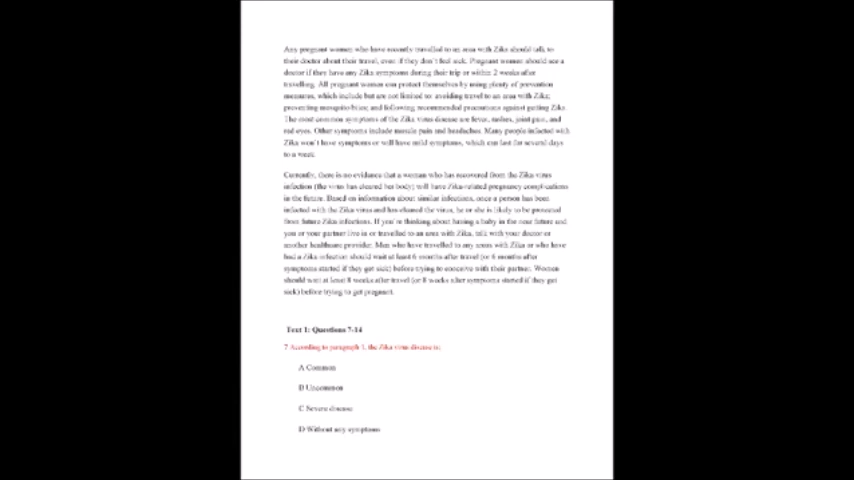 Any pregnant women who have recently travelled to an area with Zika should talk to
their doctor about their travel, even if they don't feel sick. Pregnant women should see a
doctor if they have any Zika symptoms during their trip or within 2 weeks after
travelling. All pregnant women can protect themselves by using plenty of prevention
measures, which include but are not limited to: avoiding travel to an area with Zika;
preventing mosquito bites; and following recommended precautions against getting Zika.
The most common symptoms of the Zika virus disease are fever, rashes, joint pain, and
red eyes. Other symptoms include muscle pain and headaches. Many people infected with
Zika won't have symptoms or will have mild symptoms, which can last for several days
to a week.
Currently, there is no evidence that a woman who has recovered from the Zika virus
infection (the virus has cleared her body) will have Zika-related pregnancy complications
in the future. Based on information about similar infections, once a person has been
infected with the Zika virus and has cleared the virus, he or she is likely to be protected
from future Zika infections. If you're thinking about having a baby in the near future and
you or your partner live in or travelled to an area with Zika, talk with your doctor or
another healthcare provider. Men who have travelled to any areas with Zika or who have
had a Zika infection should wait at least 6 months after travel (or 6 months after
symptoms started if they get sick) before trying to conceive with their partner. Women
should wait at least 8 weeks after travel (or 8 weeks after symptoms started if they get
sick) before trying to get pregnant.
Text 1: Questions 7-14
7 According to paragraph 1, the Zika virus disease is:
A Common
B Uncommon
C Severe disease
D Without any symptoms